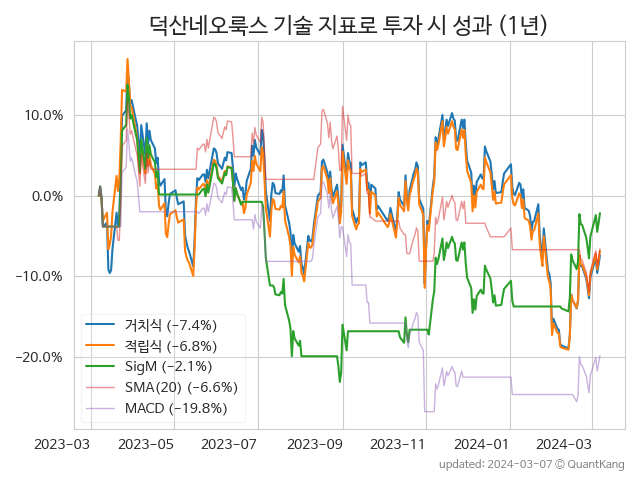 덕산네오룩스 기술 지표로 투자 시 성과 (1년)
10.0%
0.0%
−10.0%
−20.0%
거치식 (−7.4%)
적립식 (−6.8%)
SigM (−2.1%)
SMA(20) (−6.6%)
MACD (−19.8%)
2023−03 2023−05 2023−07 2023−09 2023−11 2024−01 2024−03
updated: 2024−03−07 © QuantKang